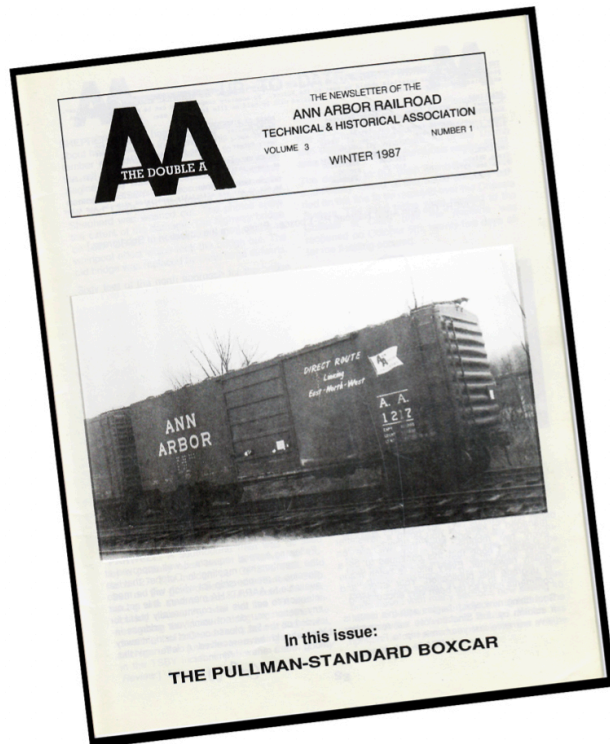 AA
THE DOUBLE A
THE NEWSLETTER OF THE
ANN ARBOR RAILROAD
TECHNICAL & HISTORICAL ASSOCIATION
VOLUME 3 NUMBER 1
WINTER 1987
ANN
ARBOR
DIRECT ROUTE
Linking
East-North-West
AA
A. A.
1217
In this issue:
THE PULLMAN-STANDARD BOXCAR